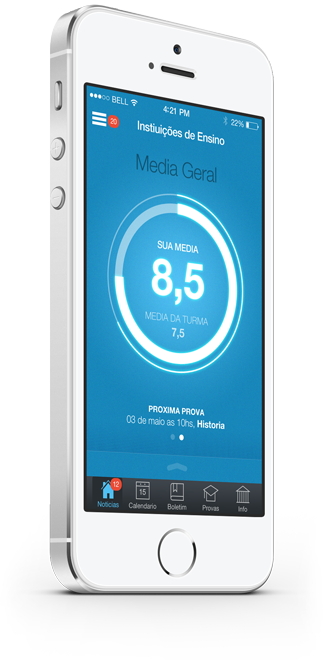 BELL
4:21 PM
22%
20
Instiuições de Ensino
Media Geral
SUA MEDIA
8,5
MEDIA DA TURMA
7,5
PROXIMA PROVA
03 de maio as 10hs, Historia
12
15
Noticias
Calendario
Boletim
Provas
Info